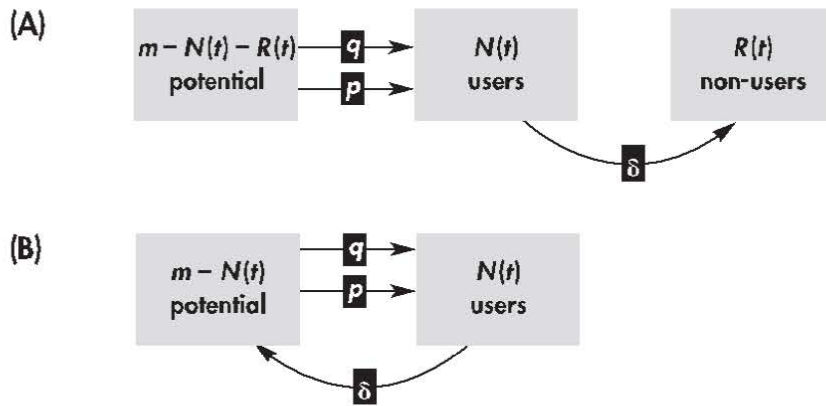 (A)
m – N(t) – R(t)
potential
q
p
N(t)
users
R(t)
non-users
δ
(B)
m – N(t)
potential
q
p
N(t)
users
δ